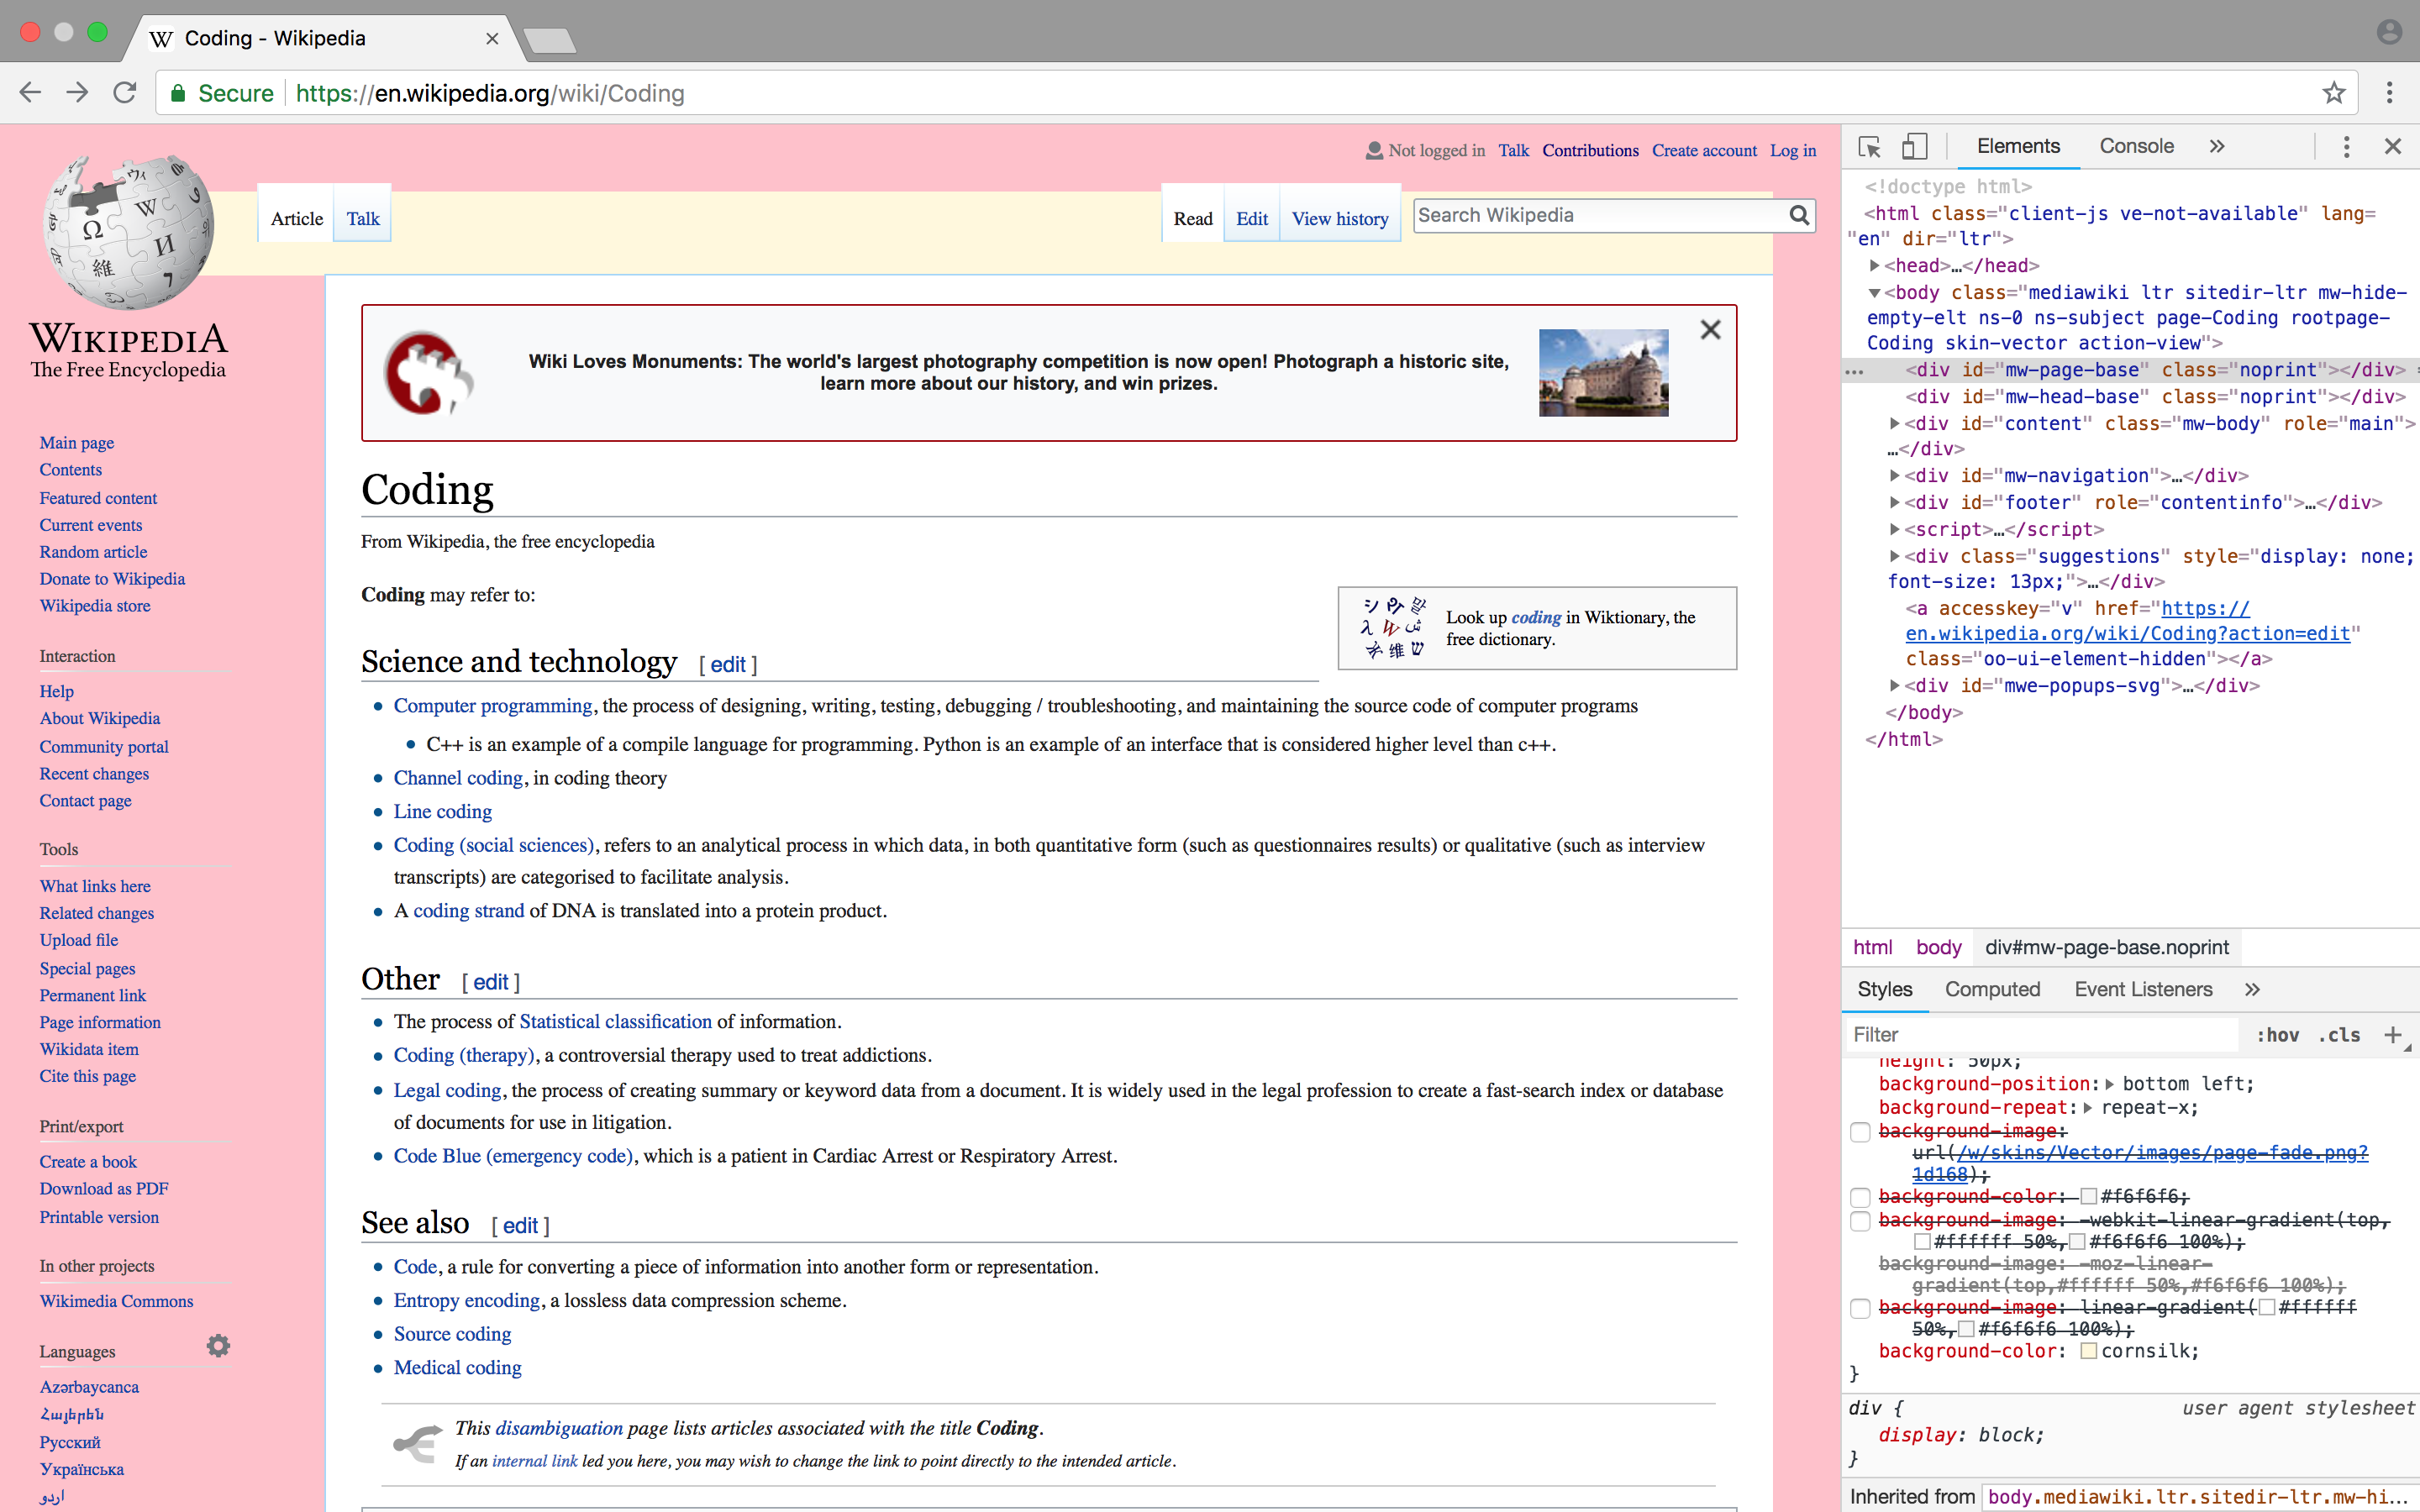 Coding - Wikipedia
Secure
https://en.wikipedia.org/wiki/Coding
Not logged in Talk Contributions Create account Log in
Article Talk
Read Edit View history
Search Wikipedia
WIKIPEDIA
The Free Encyclopedia
Main page
Contents
Featured content
Current events
Random article
Donate to Wikipedia
Wikipedia store
Interaction
Help
About Wikipedia
Community portal
Recent changes
Contact page
Tools
What links here
Related changes
Upload file
Special pages
Permanent link
Page information
Wikidata item
Cite this page
Print/export
Create a book
Download as PDF
Printable version
In other projects
Wikimedia Commons
Languages
Azərbaycanca
Հայերեն
Русский
Українська
اردو
Wiki Loves Monuments: The world's largest photography competition is now open! Photograph a historic site,
learn more about our history, and win prizes.
Coding
From Wikipedia, the free encyclopedia
Coding may refer to:
Look up coding in Wiktionary, the
free dictionary.
Science and technology [ edit ]
Computer programming, the process of designing, writing, testing, debugging / troubleshooting, and maintaining the source code of computer programs
C++ is an example of a compile language for programming. Python is an example of an interface that is considered higher level than c++.
Channel coding, in coding theory
Line coding
Coding (social sciences), refers to an analytical process in which data, in both quantitative form (such as questionnaires results) or qualitative (such as interview
transcripts) are categorised to facilitate analysis.
A coding strand of DNA is translated into a protein product.
Other [ edit ]
The process of Statistical classification of information.
Coding (therapy), a controversial therapy used to treat addictions.
Legal coding, the process of creating summary or keyword data from a document. It is widely used in the legal profession to create a fast-search index or database
of documents for use in litigation.
Code Blue (emergency code), which is a patient in Cardiac Arrest or Respiratory Arrest.
See also [ edit ]
Code, a rule for converting a piece of information into another form or representation.
Entropy encoding, a lossless data compression scheme.
Source coding
Medical coding
This disambiguation page lists articles associated with the title Coding.
If an internal link led you here, you may wish to change the link to point directly to the intended article.
Elements Console »
<!doctype html>
<html class="client-js ve-not-available" lang=
"en" dir="ltr">
<head>…</head>
<body class="mediawiki ltr sitedir-ltr mw-hide-
empty-elt ns-0 ns-subject page-Coding rootpage-
Coding skin-vector action-view">
<div id="mw-page-base" class="noprint"></div>
<div id="mw-head-base" class="noprint"></div>
<div id="content" class="mw-body" role="main">
…</div>
<div id="mw-navigation">…</div>
<div id="footer" role="contentinfo">…</div>
<script>…</script>
<div class="suggestions" style="display: none;
font-size: 13px;">…</div>
<a accesskey="v" href="https://
en.wikipedia.org/wiki/Coding?action=edit"
class="oo-ui-element-hidden"></a>
<div id="mwe-popups-svg">…</div>
</body>
</html>
html body div#mw-page-base.noprint
Styles Computed Event Listeners »
Filter :hov .cls +
height: 50px;
background-position: bottom left;
background-repeat: repeat-x;
background-image:
url(/w/skins/Vector/images/page-fade.png?
1d168);
background-color: #f6f6f6;
background-image: -webkit-linear-gradient(top,
#ffffff 50%, #f6f6f6 100%);
background-image: -moz-linear-
gradient(top,#ffffff 50%,#f6f6f6 100%);
background-image: linear-gradient( #ffffff
50%, #f6f6f6 100%);
background-color: cornsilk;
}
div {
user agent stylesheet
display: block;
}
Inherited from body.mediawiki.ltr.sitedir-ltr.mw-hi…